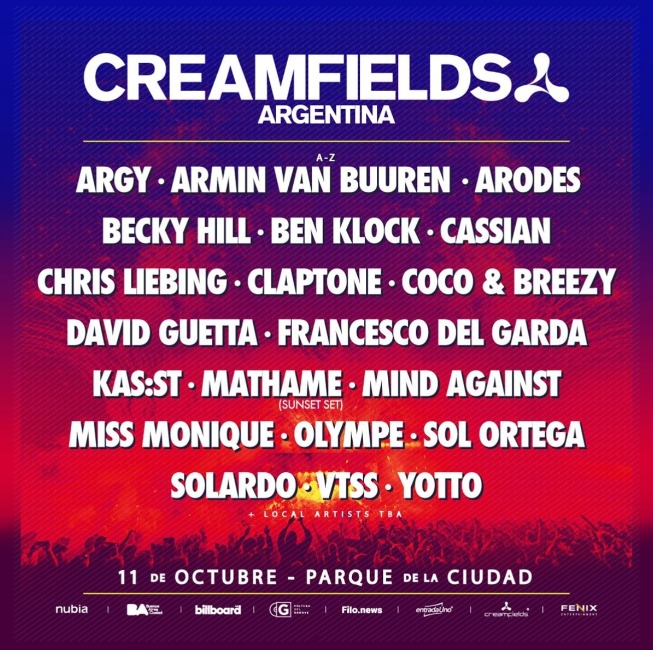 CREAMFIELDS
ARGENTINA
A-Z
ARGY · ARMIN VAN BUUREN · ARODES
BECKY HILL · BEN KLOCK · CASSIAN
CHRIS LIEBING · CLAPTONE · COCO & BREEZY
DAVID GUETTA · FRANCESCO DEL GARDA
KAS:ST · MATHAME · MIND AGAINST
(SUNSET SET)
MISS MONIQUE · OLYMPE · SOL ORTEGA
SOLARDO · VTSS · YOTTO
+ LOCAL ARTISTS TBA
11 DE OCTUBRE - PARQUE DE LA CIUDAD
nubia | BA | billboard | G | Filo.news | entradaUno | creamfields | FENIX
ENTERTAINMENT